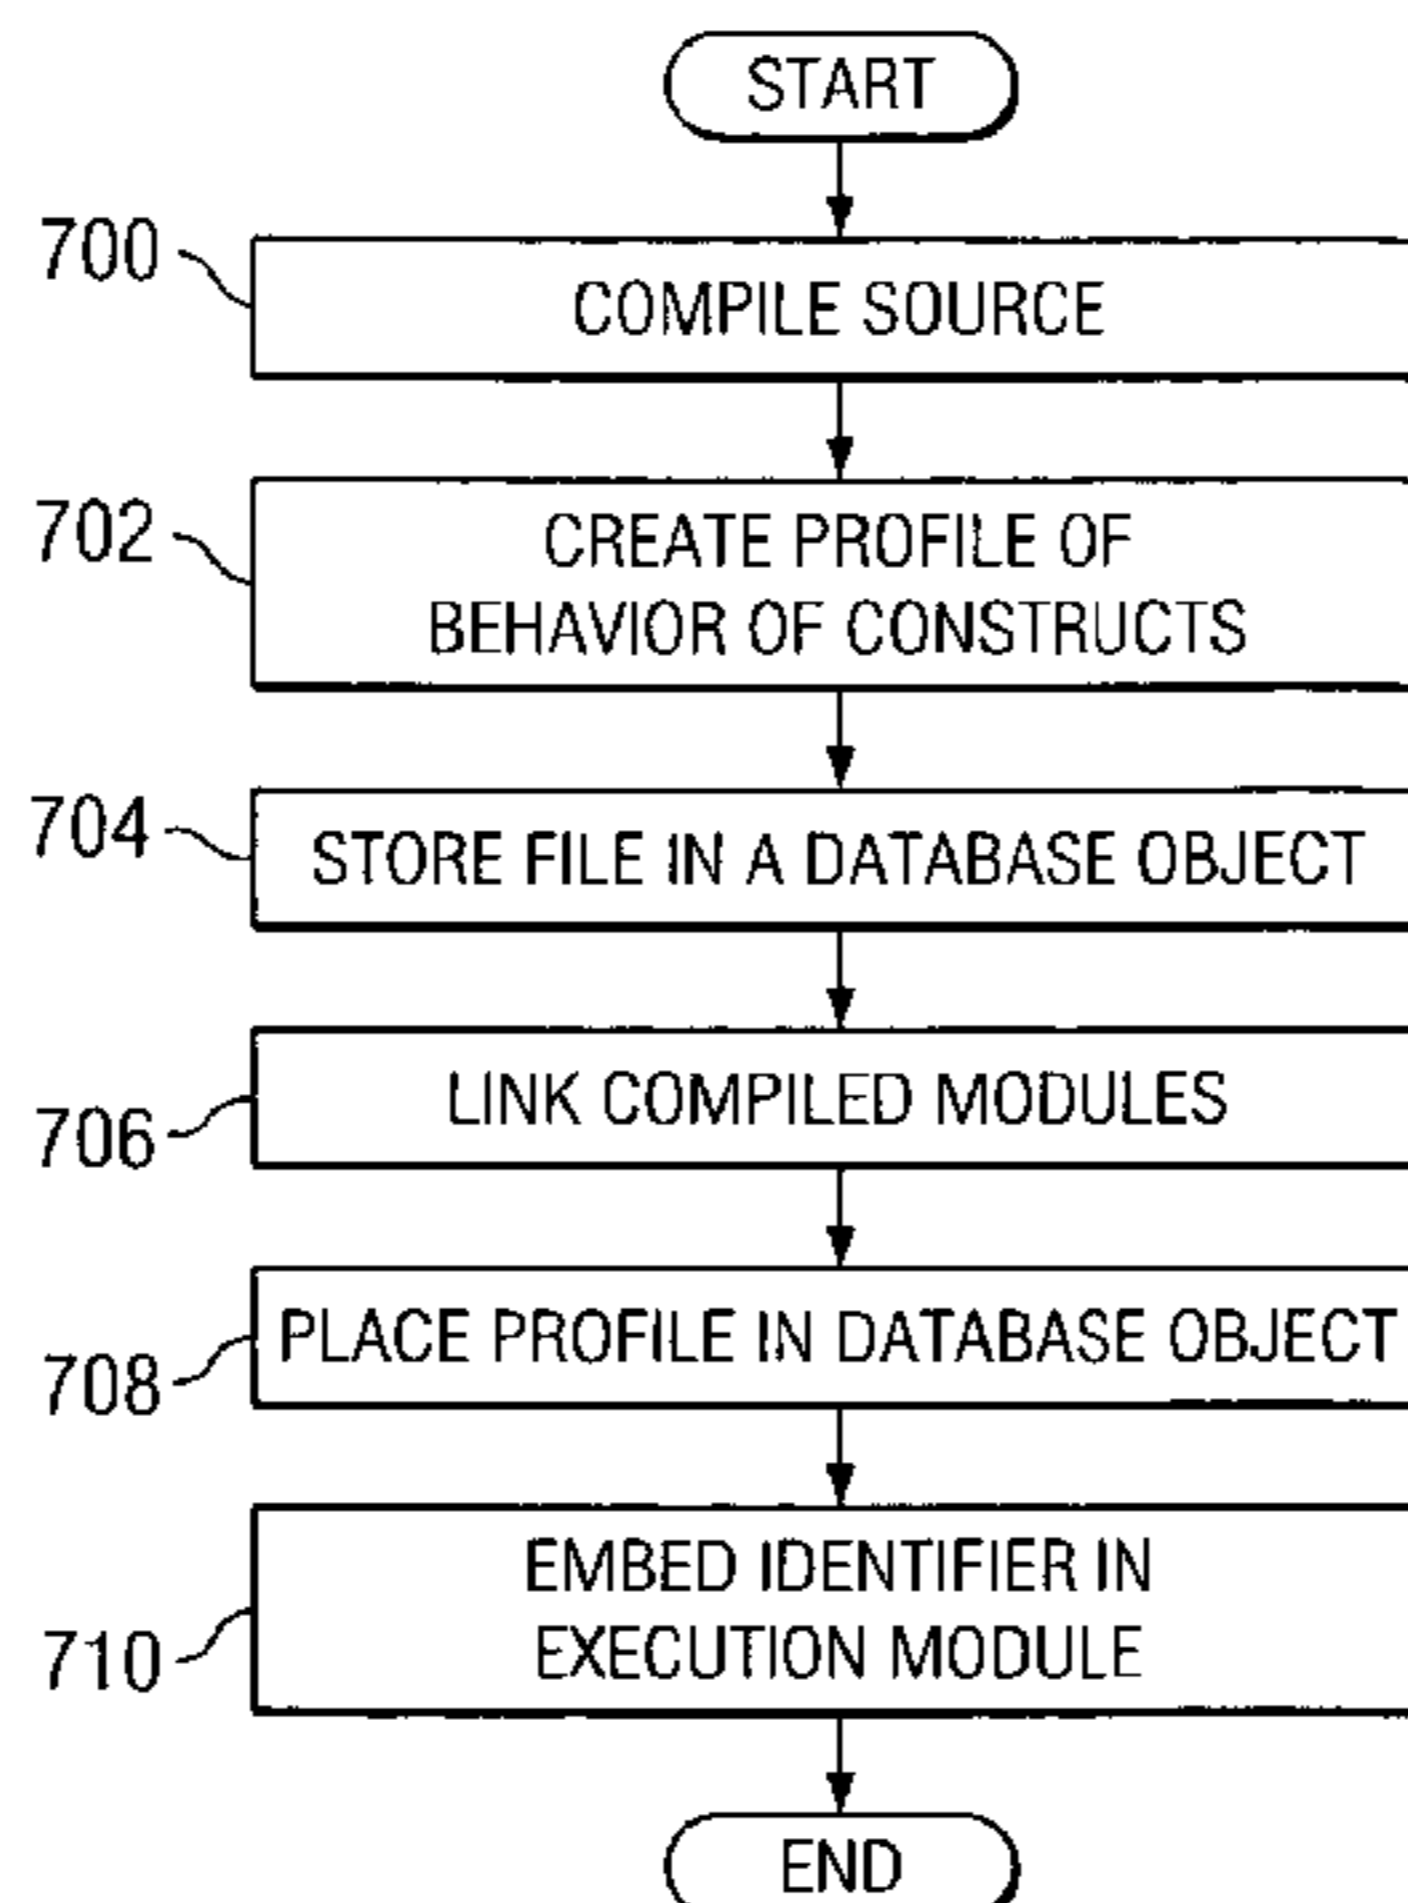 START
700
COMPILE SOURCE
702
CREATE PROFILE OF
BEHAVIOR OF CONSTRUCTS
704
STORE FILE IN A DATABASE OBJECT
706
LINK COMPILED MODULES
708
PLACE PROFILE IN DATABASE OBJECT
710
EMBED IDENTIFIER IN
EXECUTION MODULE
END